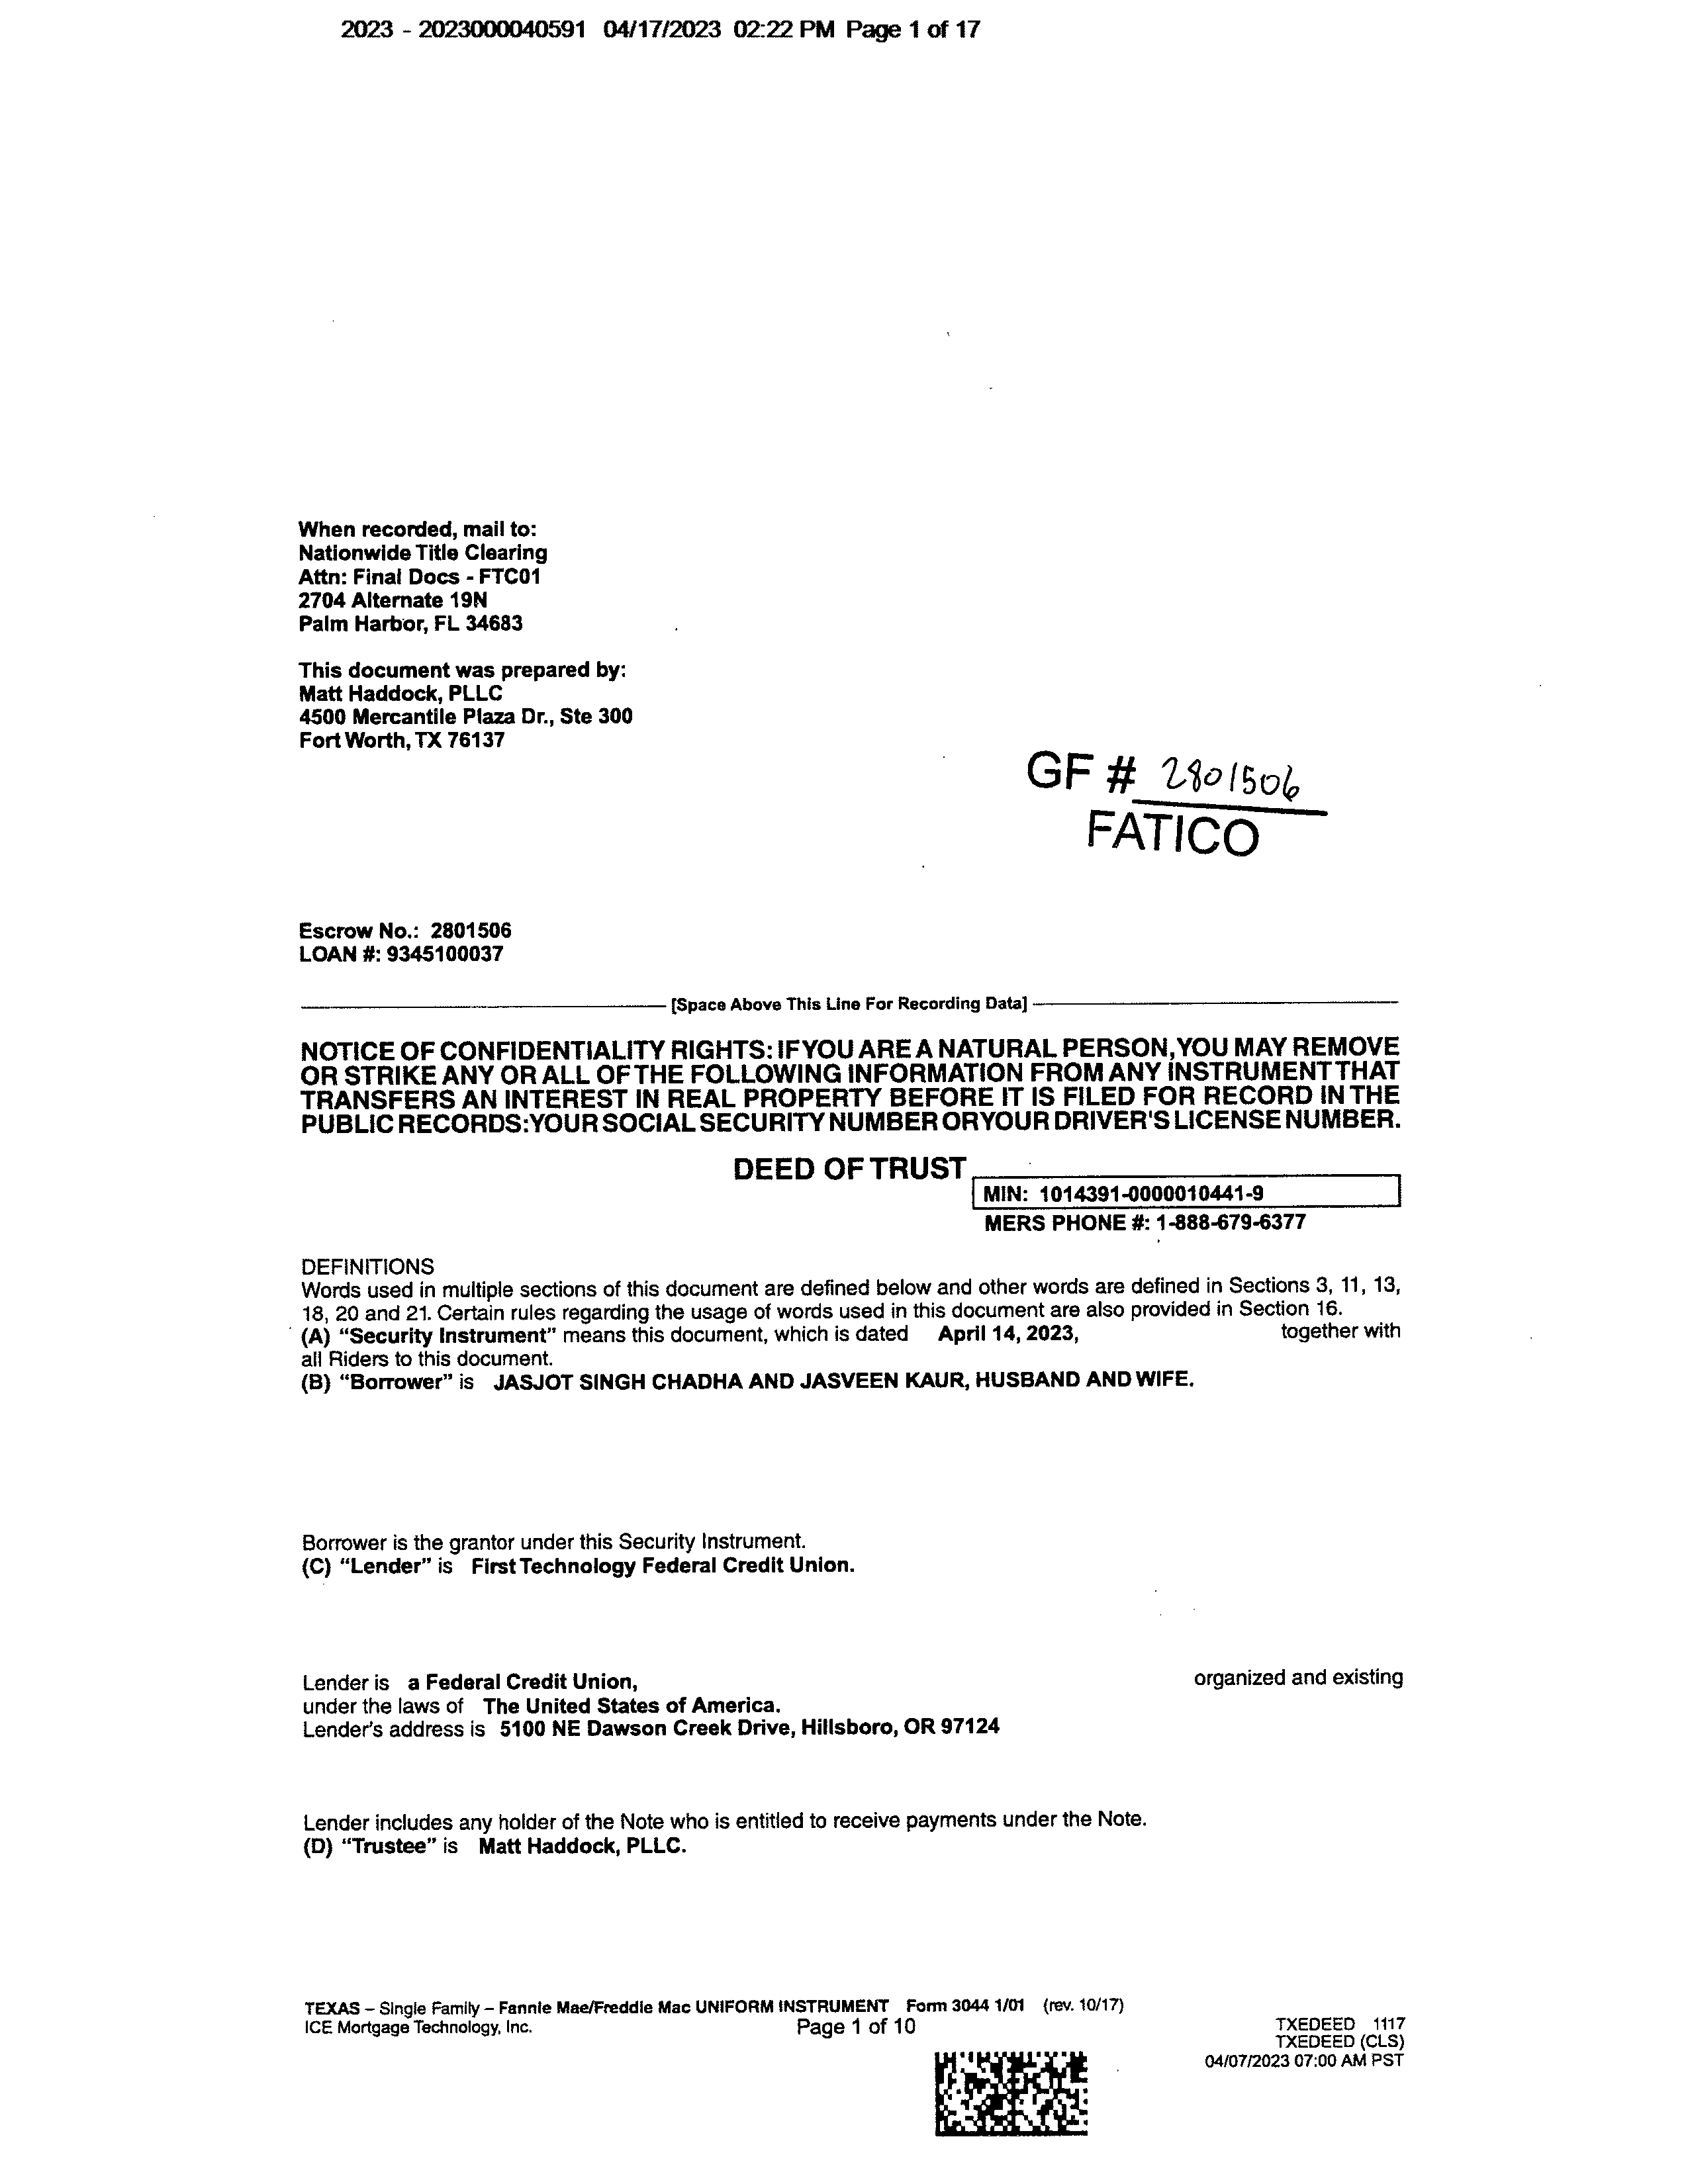 2023 - 2023000040591 04/17/2023 02:22 PM Page 1 of 17
When recorded, mail to:
Nationwide Title Clearing
Attn: Final Docs - FTC01
2704 Alternate 19N
Palm Harbor, FL 34683
This document was prepared by:
Matt Haddock, PLLC
4500 Mercantile Plaza Dr., Ste 300
Fort Worth, TX 76137
GF # 2801506
FATICO
Escrow No.: 2801506
LOAN #: 9345100037
[Space Above This Line For Recording Data]
NOTICE OF CONFIDENTIALITY RIGHTS: IF YOU ARE A NATURAL PERSON, YOU MAY REMOVE
OR STRIKE ANY OR ALL OF THE FOLLOWING INFORMATION FROM ANY INSTRUMENT THAT
TRANSFERS AN INTEREST IN REAL PROPERTY BEFORE IT IS FILED FOR RECORD IN THE
PUBLIC RECORDS: YOUR SOCIAL SECURITY NUMBER OR YOUR DRIVER'S LICENSE NUMBER.
DEED OF TRUST
MIN: 1014391-0000010441-9
MERS PHONE #: 1-888-679-6377
DEFINITIONS
Words used in multiple sections of this document are defined below and other words are defined in Sections 3, 11, 13,
18, 20 and 21. Certain rules regarding the usage of words used in this document are also provided in Section 16.
(A) “Security Instrument” means this document, which is dated April 14, 2023, together with
all Riders to this document.
(B) “Borrower” is JASJOT SINGH CHADHA AND JASVEEN KAUR, HUSBAND AND WIFE.
Borrower is the grantor under this Security Instrument.
(C) “Lender” is First Technology Federal Credit Union.
Lender is a Federal Credit Union, organized and existing
under the laws of The United States of America.
Lender's address is 5100 NE Dawson Creek Drive, Hillsboro, OR 97124
Lender includes any holder of the Note who is entitled to receive payments under the Note.
(D) “Trustee” is Matt Haddock, PLLC.
TEXAS – Single Family – Fannie Mae/Freddie Mac UNIFORM INSTRUMENT Form 3044 1/01 (rev. 10/17)
ICE Mortgage Technology, Inc. Page 1 of 10
TXEDEED 1117
TXEDEED (CLS)
04/07/2023 07:00 AM PST